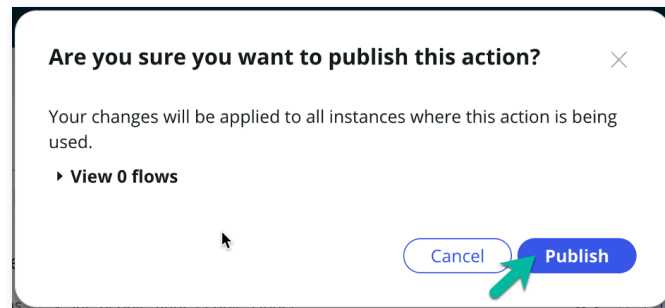 Are you sure you want to publish this action?
Your changes will be applied to all instances where this action is being
used.
View 0 flows
Cancel
Publish